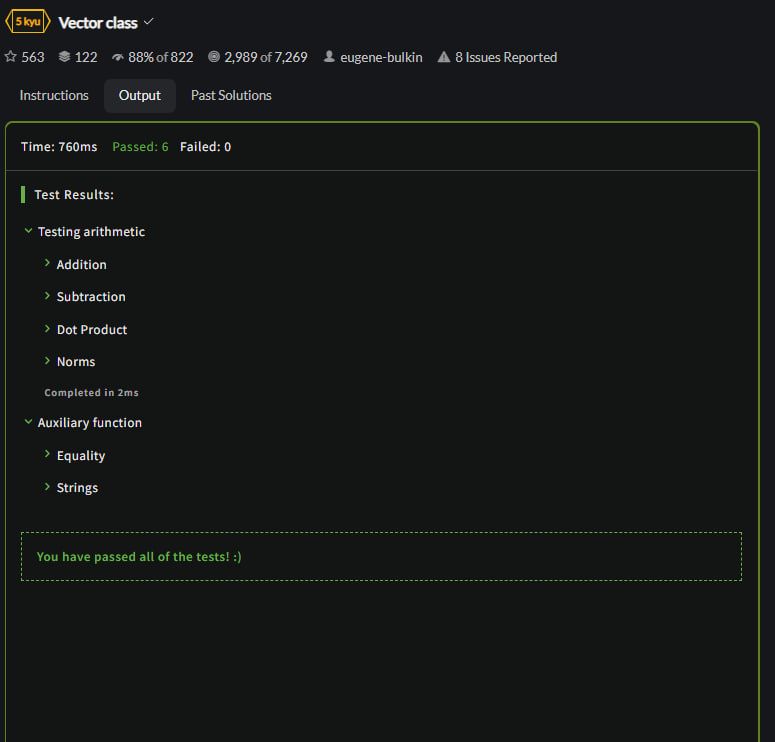 5 kyu Vector class
563 122 88% of 822 2,989 of 7,269 eugene-bulkin 8 Issues Reported
Instructions Output Past Solutions
Time: 760ms Passed: 6 Failed: 0
Test Results:
Testing arithmetic
Addition
Subtraction
Dot Product
Norms
Completed in 2ms
Auxiliary function
Equality
Strings
You have passed all of the tests! :)